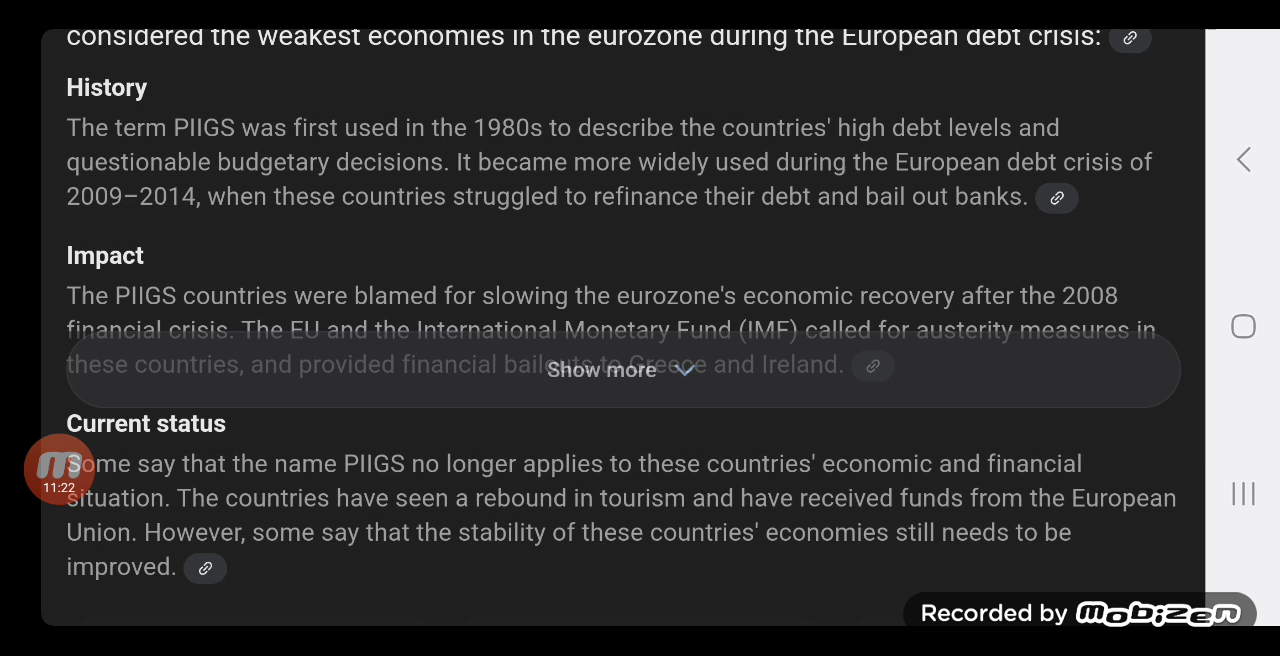 considered the weakest economies in the eurozone during the European debt crisis:
History
The term PIIGS was first used in the 1980s to describe the countries' high debt levels and
questionable budgetary decisions. It became more widely used during the European debt crisis of
2009–2014, when these countries struggled to refinance their debt and bail out banks.
Impact
The PIIGS countries were blamed for slowing the eurozone's economic recovery after the 2008
financial crisis. The EU and the International Monetary Fund (IMF) called for austerity measures in
these countries, and provided financial bailouts to Greece and Ireland.
Show more
Current status
Some say that the name PIIGS no longer applies to these countries' economic and financial
11:22
situation. The countries have seen a rebound in tourism and have received funds from the European
Union. However, some say that the stability of these countries' economies still needs to be
improved.
Recorded by Mobizen